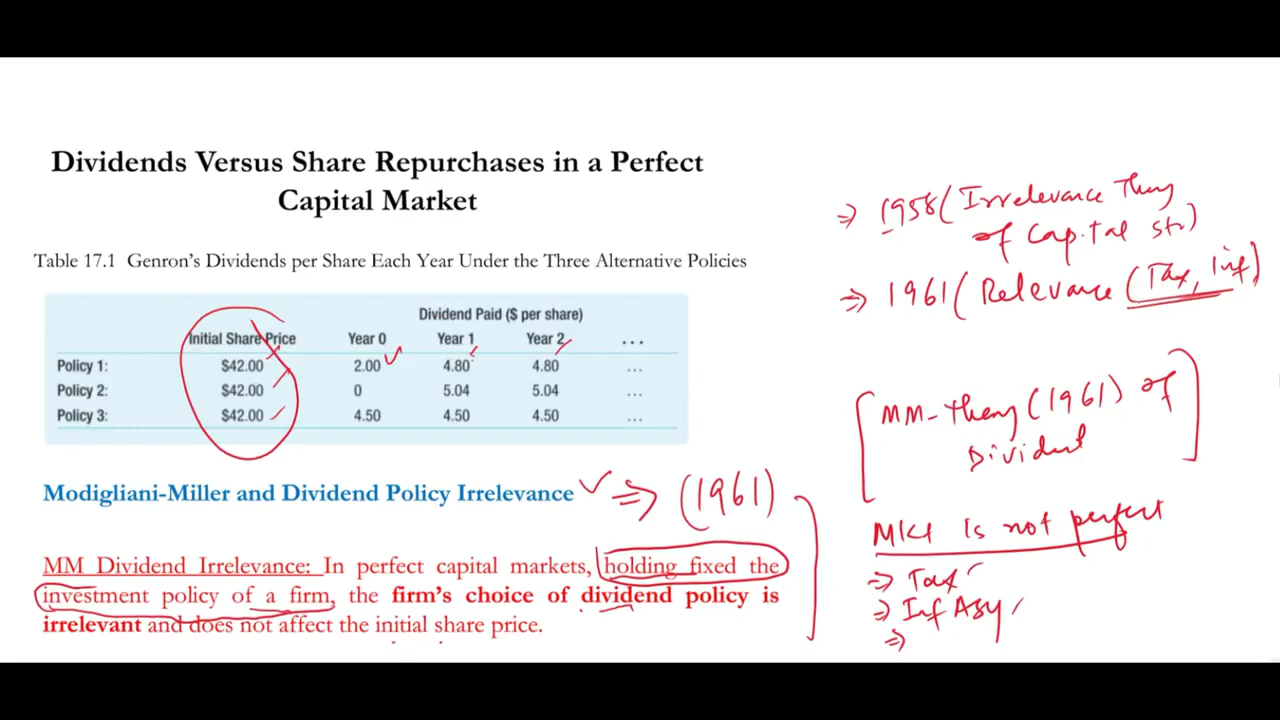 Dividends Versus Share Repurchases in a Perfect
Capital Market
Table 17.1 Genron's Dividends per Share Each Year Under the Three Alternative Policies
Dividend Paid ($ per share)
Initial Share Price Year 0 Year 1 Year 2 ...
Policy 1: $42.00 2.00 4.80 4.80 ...
Policy 2: $42.00 0 5.04 5.04 ...
Policy 3: $42.00 4.50 4.50 4.50 ...
Modigliani-Miller and Dividend Policy Irrelevance ⇒ (1961)
MM Dividend Irrelevance: In perfect capital markets, holding fixed the
investment policy of a firm, the firm's choice of dividend policy is
irrelevant and does not affect the initial share price.
⇒ 1958 (Irrelevance
of Capital str)
⇒ 1961 (Relevance (Tax, Inf)
[MM- (1961) of
Divident]
Mkt is not perfect
⇒ Tax
⇒ Inf Asy
⇒